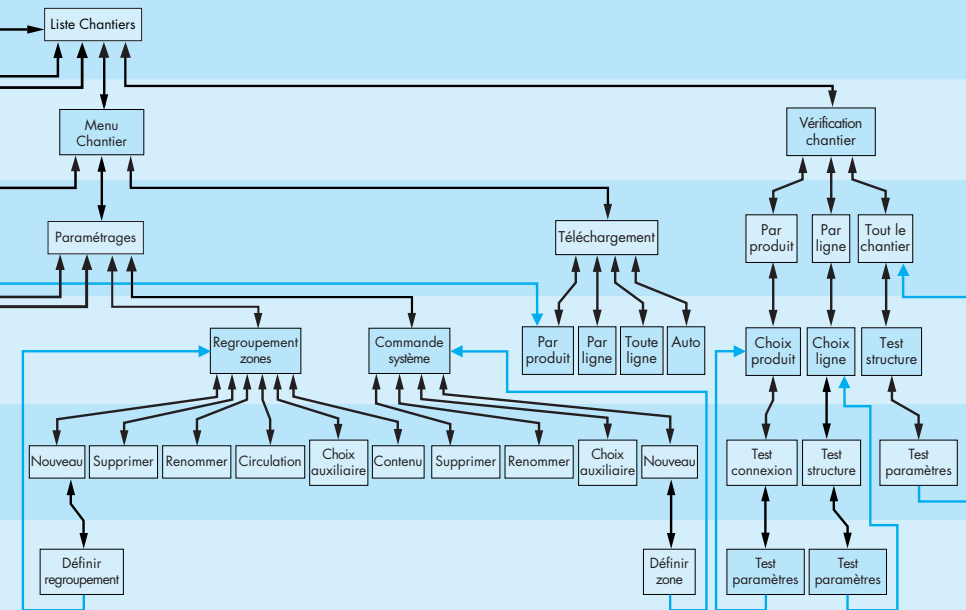 Liste Chantiers
Menu
Chantier
Vérification
chantier
Paramétrages
Téléchargement
Par
produit
Par
ligne
Tout le
chantier
Regroupement
zones
Commande
système
Par
produit
Par
ligne
Toute
ligne
Auto
Choix
produit
Choix
ligne
Test
structure
Nouveau
Supprimer
Renommer
Circulation
Choix
auxiliaire
Contenu
Supprimer
Renommer
Choix
auxiliaire
Nouveau
Test
connexion
Test
structure
Test
paramètres
Définir
regroupement
Définir
zone
Test
paramètres
Test
paramètres